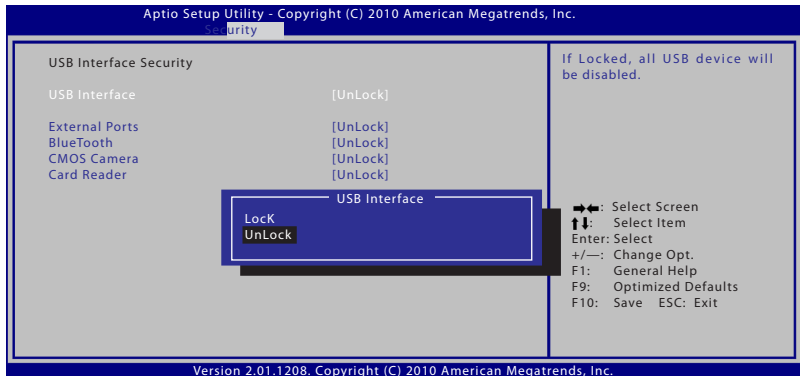 Aptio Setup Utility - Copyright (C) 2010 American Megatrends, Inc.
Security
USB Interface Security
USB Interface [UnLock]
External Ports [UnLock]
BlueTooth [UnLock]
CMOS Camera [UnLock]
Card Reader [UnLock]
USB Interface
LocK
UnLock
If Locked, all USB device will
be disabled.
→←: Select Screen
↑↓: Select Item
Enter: Select
+/—: Change Opt.
F1: General Help
F9: Optimized Defaults
F10: Save ESC: Exit
Version 2.01.1208. Copyright (C) 2010 American Megatrends, Inc.